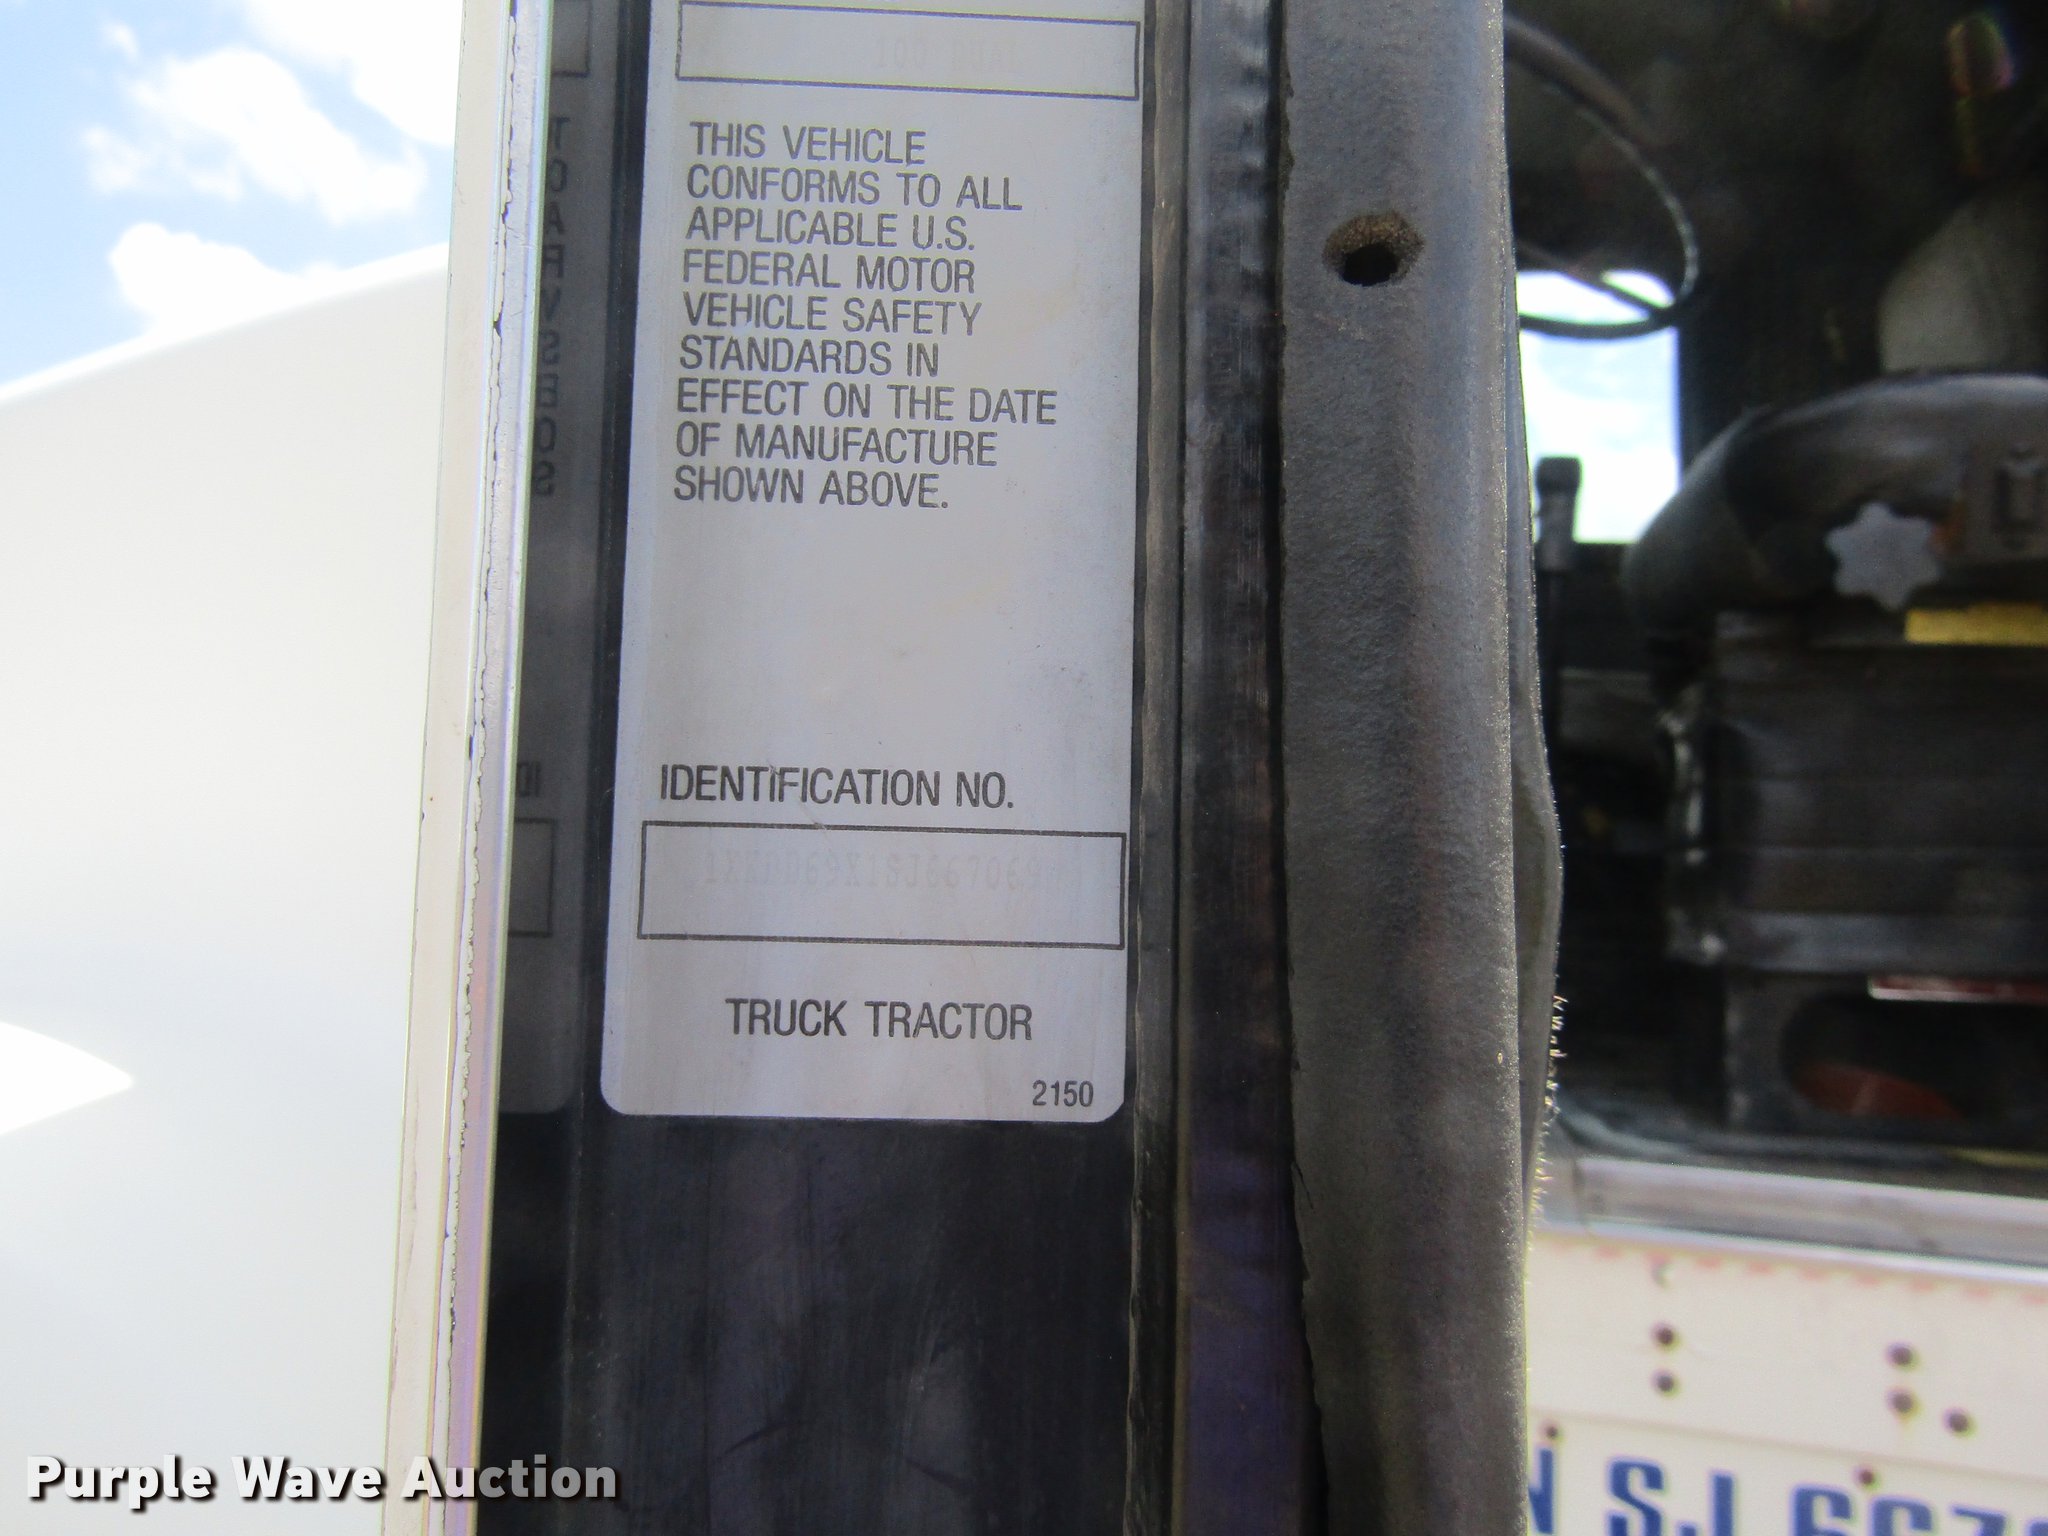 THIS VEHICLE
CONFORMS TO ALL
APPLICABLE U.S.
FEDERAL MOTOR
VEHICLE SAFETY
STANDARDS IN
EFFECT ON THE DATE
OF MANUFACTURE
SHOWN ABOVE.
IDENTIFICATION NO.
TRUCK TRACTOR
2150
Purple Wave Auction